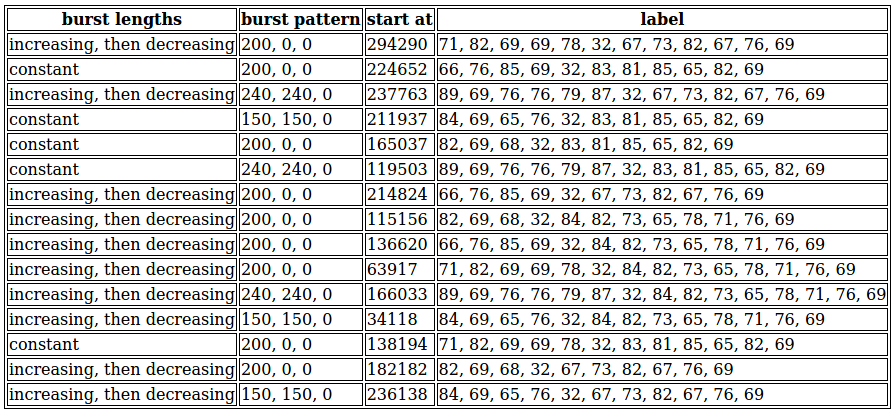 burst lengths burst pattern start at label
increasing, then decreasing 200, 0, 0 294290 71, 82, 69, 69, 78, 32, 67, 73, 82, 67, 76, 69
constant 200, 0, 0 224652 66, 76, 85, 69, 32, 83, 81, 85, 65, 82, 69
increasing, then decreasing 240, 240, 0 237763 89, 69, 76, 76, 79, 87, 32, 67, 73, 82, 67, 76, 69
constant 150, 150, 0 211937 84, 69, 65, 76, 32, 83, 81, 85, 65, 82, 69
constant 200, 0, 0 165037 82, 69, 68, 32, 83, 81, 85, 65, 82, 69
constant 240, 240, 0 119503 89, 69, 76, 76, 79, 87, 32, 83, 81, 85, 65, 82, 69
increasing, then decreasing 200, 0, 0 214824 66, 76, 85, 69, 32, 67, 73, 82, 67, 76, 69
increasing, then decreasing 200, 0, 0 115156 82, 69, 68, 32, 84, 82, 73, 65, 78, 71, 76, 69
increasing, then decreasing 200, 0, 0 136620 66, 76, 85, 69, 32, 84, 82, 73, 65, 78, 71, 76, 69
increasing, then decreasing 200, 0, 0 63917 71, 82, 69, 69, 78, 32, 84, 82, 73, 65, 78, 71, 76, 69
increasing, then decreasing 240, 240, 0 166033 89, 69, 76, 76, 79, 87, 32, 84, 82, 73, 65, 78, 71, 76, 69
increasing, then decreasing 150, 150, 0 34118 84, 69, 65, 76, 32, 84, 82, 73, 65, 78, 71, 76, 69
constant 200, 0, 0 138194 71, 82, 69, 69, 78, 32, 83, 81, 85, 65, 82, 69
increasing, then decreasing 200, 0, 0 182182 82, 69, 68, 32, 67, 73, 82, 67, 76, 69
increasing, then decreasing 150, 150, 0 236138 84, 69, 65, 76, 32, 67, 73, 82, 67, 76, 69